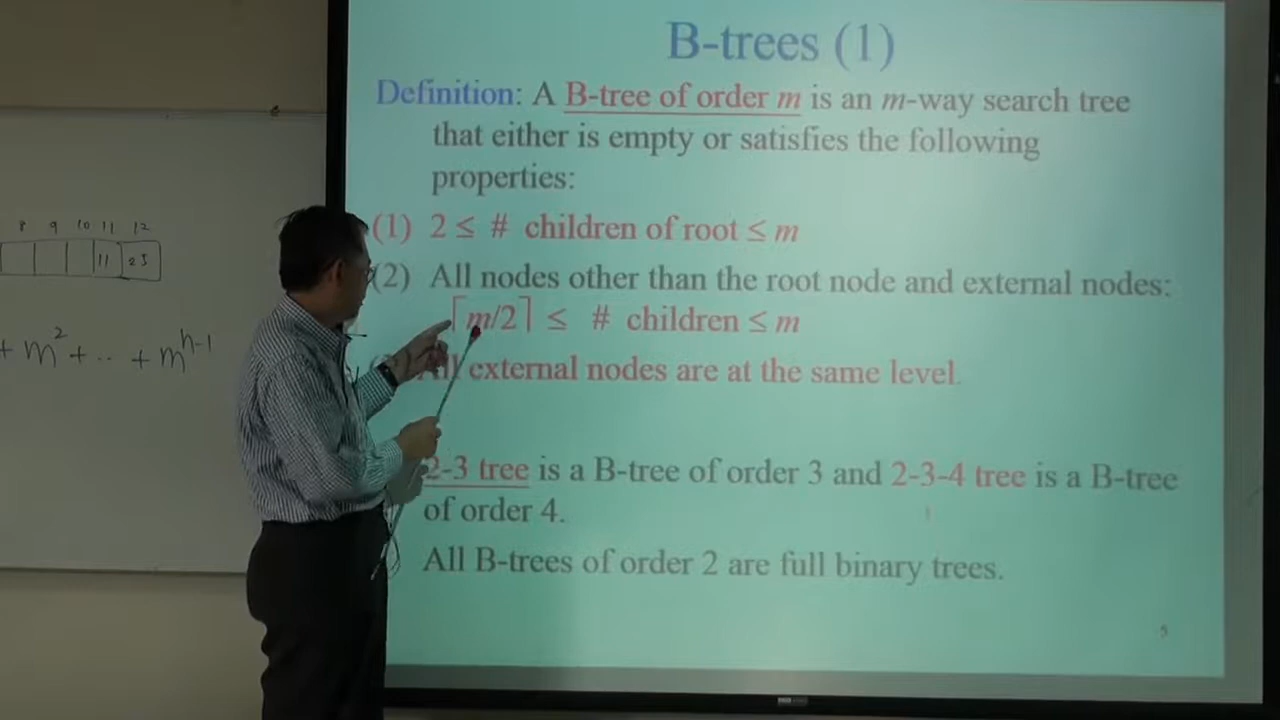 B-trees (1)
Definition: A B-tree of order m is an m-way search tree
that either is empty or satisfies the following
properties:
(1) 2 ≤ # children of root ≤ m
(2) All nodes other than the root node and external nodes:
⌈m/2⌉ ≤ # children ≤ m
All external nodes are at the same level.
2-3 tree is a B-tree of order 3 and 2-3-4 tree is a B-tree
of order 4.
All B-trees of order 2 are full binary trees.
5
8 9 10 11 12
11 23
+ m² + .. + m^{h-1}